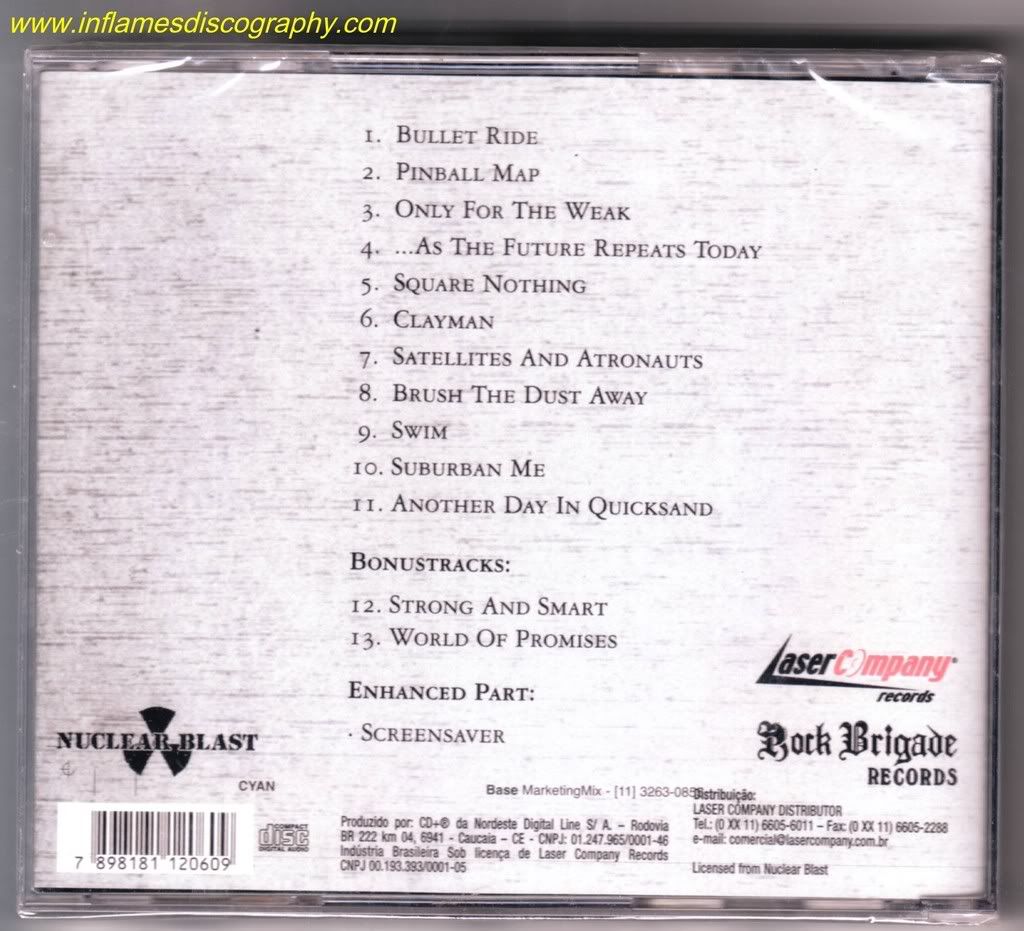 www.inflamesdiscography.com
1. Bullet Ride
2. Pinball Map
3. Only For The Weak
4. ...As The Future Repeats Today
5. Square Nothing
6. Clayman
7. Satellites And Atronauts
8. Brush The Dust Away
9. Swim
10. Suburban Me
11. Another Day In Quicksand
Bonustracks:
12. Strong And Smart
13. World Of Promises
Enhanced Part:
· Screensaver
LaserCompany®
records
Rock Brigade
RECORDS
NUCLEAR BLAST
CYAN
7 898181 120609
COMPACT
disc
DIGITAL AUDIO
Base MarketingMix - [11]
Produzido por: CD+® da Nordeste Digital Line S/ A. – Rodovia
BR 222 km 04, 6941 - Caucaia – CE - CNPJ: 01.247.965/0001-46
Indústria Brasileira Sob licença de Laser Company Records
CNPJ 00.193.393/0001-05
Distribuição:
LASER COMPANY DISTRIBUTOR
Tel.: (0 XX 11) 6605-6011 – Fax: (0 XX 11) 6605-2288
e-mail: comercial@lasercompany.com.br
Licensed from Nuclear Blast